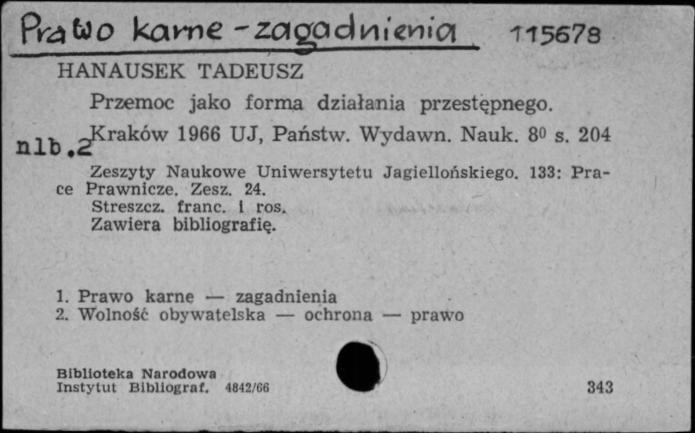 Prawo karne - zagadnienia 115678
HANAUSEK TADEUSZ
Przemoc jako forma działania przestępnego.
Kraków 1966 UJ, Państw. Wydawn. Nauk. 8⁰ s. 204
nlb.2
Zeszyty Naukowe Uniwersytetu Jagiellońskiego. 133: Pra-
ce Prawnicze. Zesz. 24.
Streszcz. franc. i ros.
Zawiera bibliografię.
1. Prawo karne — zagadnienia
2. Wolność obywatelska — ochrona — prawo
Biblioteka Narodowa
Instytut Bibliograf. 4842/66 343